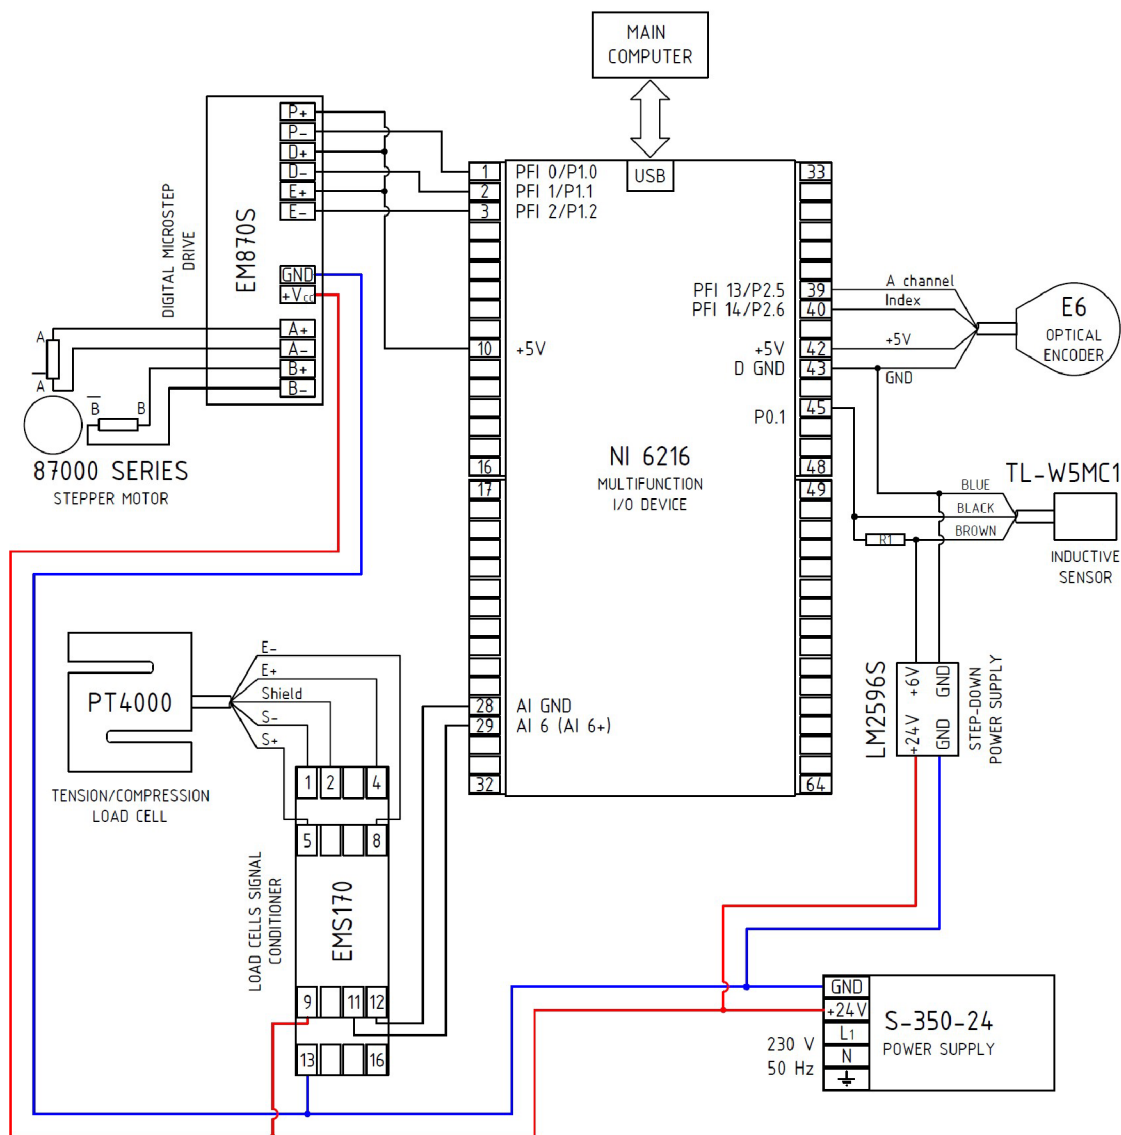 MAIN
COMPUTER
USB
P+
P-
D+
D-
E+
E-
GND
+Vcc
A+
A-
B+
B-
DIGITAL MICROSTEP
DRIVE
EM870S
A
A
B
B
87000 SERIES
STEPPER MOTOR
1
PFI 0/P1.0
2
PFI 1/P1.1
3
PFI 2/P1.2
10
+5V
16
17
28
AI GND
29
AI 6 (AI 6+)
32
NI 6216
MULTIFUNCTION
I/O DEVICE
33
PFI 13/P2.5
39
PFI 14/P2.6
40
+5V
42
D GND
43
P0.1
45
48
49
64
A channel
Index
+5V
GND
E6
OPTICAL
ENCODER
TL-W5MC1
BLUE
BLACK
BROWN
R1
INDUCTIVE
SENSOR
LM2596S
+6V
GND
+24V
GND
STEP-DOWN
POWER SUPPLY
PT4000
TENSION/COMPRESSION
LOAD CELL
E-
E+
Shield
S-
S+
1
2
4
5
8
EMS170
LOAD CELLS SIGNAL
CONDITIONER
9
11
12
13
16
GND
+24V
L1
N
230 V
50 Hz
S-350-24
POWER SUPPLY